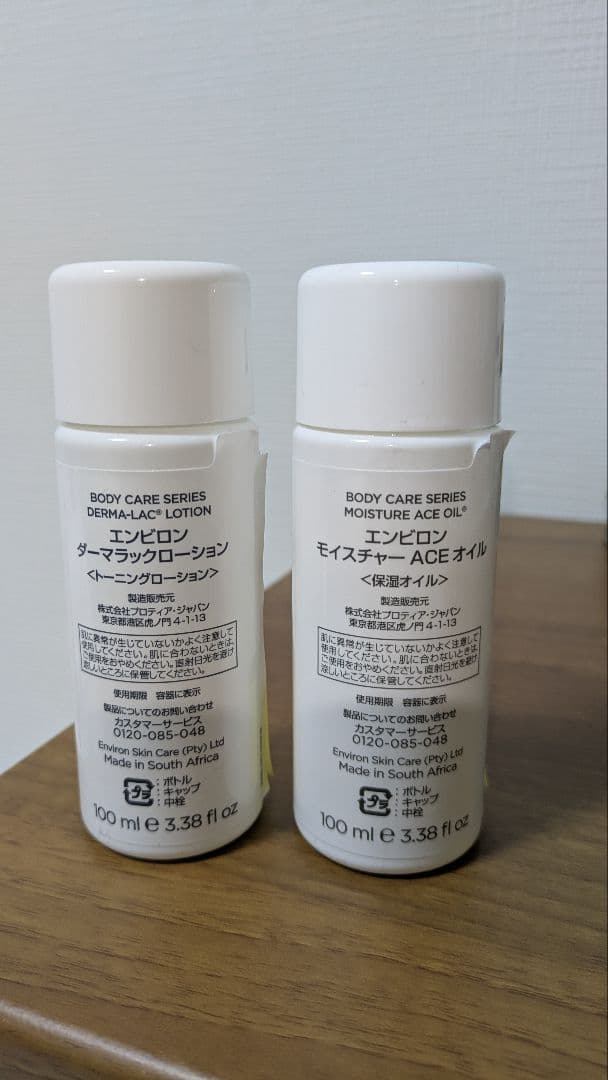 BODY CARE SERIES
DERMA-LAC® LOTION
エンビロン
ダーマラックローション
<トーニングローション>
製造販売元
株式会社プロティア・ジャパン
東京都港区虎ノ門 4-1-13
肌に異常が生じていないかよく注意して
使用してください。肌に合わないときは
ご使用をおやめください。直射日光を避け
涼しいところに保管してください。
使用期限 容器に表示
製品についてのお問い合わせ
カスタマーサービス
0120-085-048
Environ Skin Care (Pty) Ltd
Made in South Africa
プラ
:ボトル
:キャップ
:中栓
100 ml e 3.38 fl oz
BODY CARE SERIES
MOISTURE ACE OIL®
エンビロン
モイスチャー ACE オイル
<保湿オイル>
製造販売元
株式会社プロティア・ジャパン
東京都港区虎ノ門 4-1-13
肌に異常が生じていないかよく注意して
使用してください。肌に合わないときは
ご使用をおやめください。直射日光を避け
涼しいところに保管してください。
使用期限 容器に表示
製品についてのお問い合わせ
カスタマーサービス
0120-085-048
Environ Skin Care (Pty) Ltd
Made in South Africa
プラ
:ボトル
:キャップ
:中栓
100 ml e 3.38 fl oz